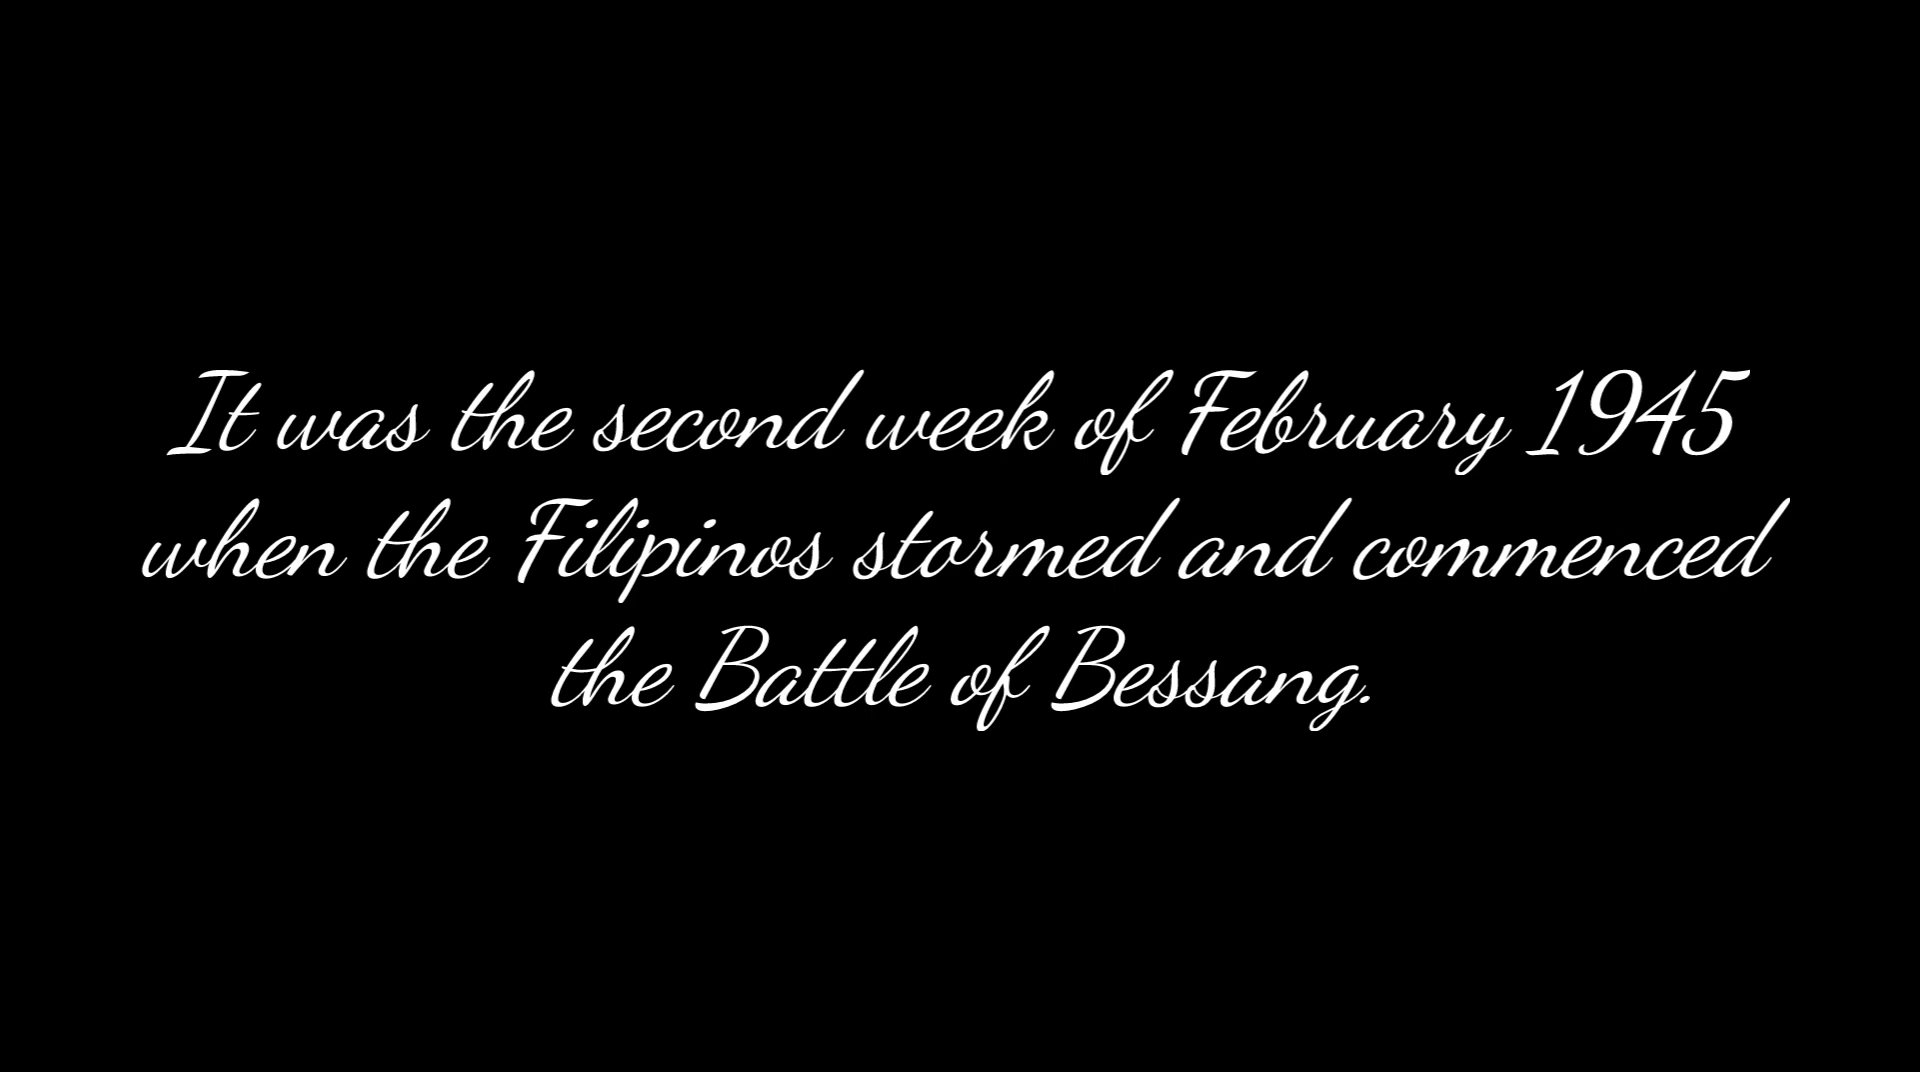 It was the second week of February 1945
when the Filipinos stormed and commenced
the Battle of Bessang.